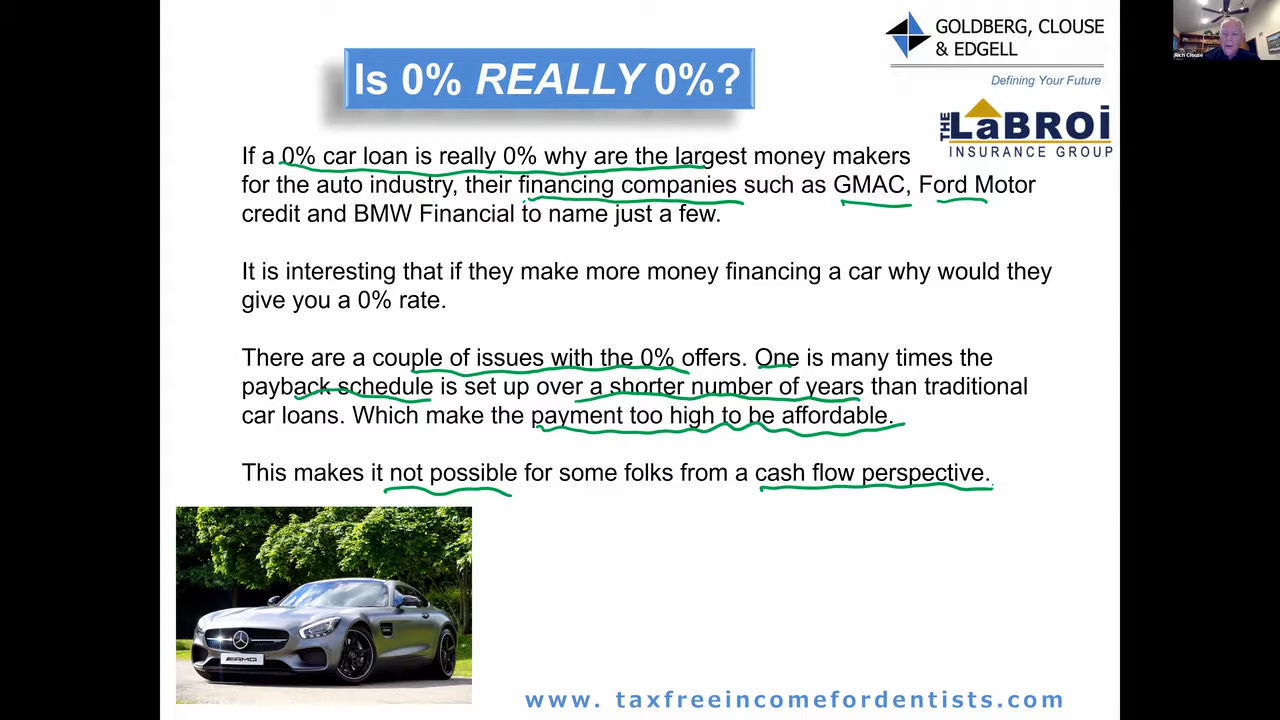 GOLDBERG, CLOUSE
& EDGELL
Defining Your Future
Rich Clouse
Is 0% REALLY 0%?
THE LaBROi
INSURANCE GROUP
If a 0% car loan is really 0% why are the largest money makers
for the auto industry, their financing companies such as GMAC, Ford Motor
credit and BMW Financial to name just a few.
It is interesting that if they make more money financing a car why would they
give you a 0% rate.
There are a couple of issues with the 0% offers. One is many times the
payback schedule is set up over a shorter number of years than traditional
car loans. Which make the payment too high to be affordable.
This makes it not possible for some folks from a cash flow perspective.
AMG
www. taxfreeincomefordentists.com